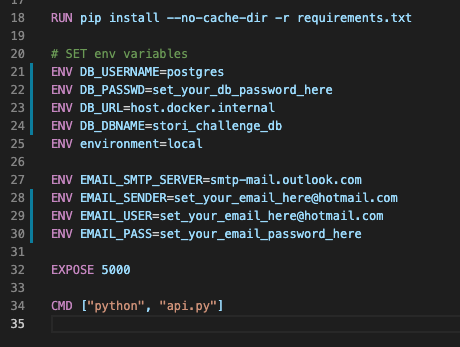 17
18 RUN pip install --no-cache-dir -r requirements.txt
19
20 # SET env variables
21 ENV DB_USERNAME=postgres
22 ENV DB_PASSWD=set_your_db_password_here
23 ENV DB_URL=host.docker.internal
24 ENV DB_DBNAME=stori_challenge_db
25 ENV environment=local
26
27 ENV EMAIL_SMTP_SERVER=smtp-mail.outlook.com
28 ENV EMAIL_SENDER=set_your_email_here@hotmail.com
29 ENV EMAIL_USER=set_your_email_here@hotmail.com
30 ENV EMAIL_PASS=set_your_email_password_here
31
32 EXPOSE 5000
33
34 CMD ["python", "api.py"]
35